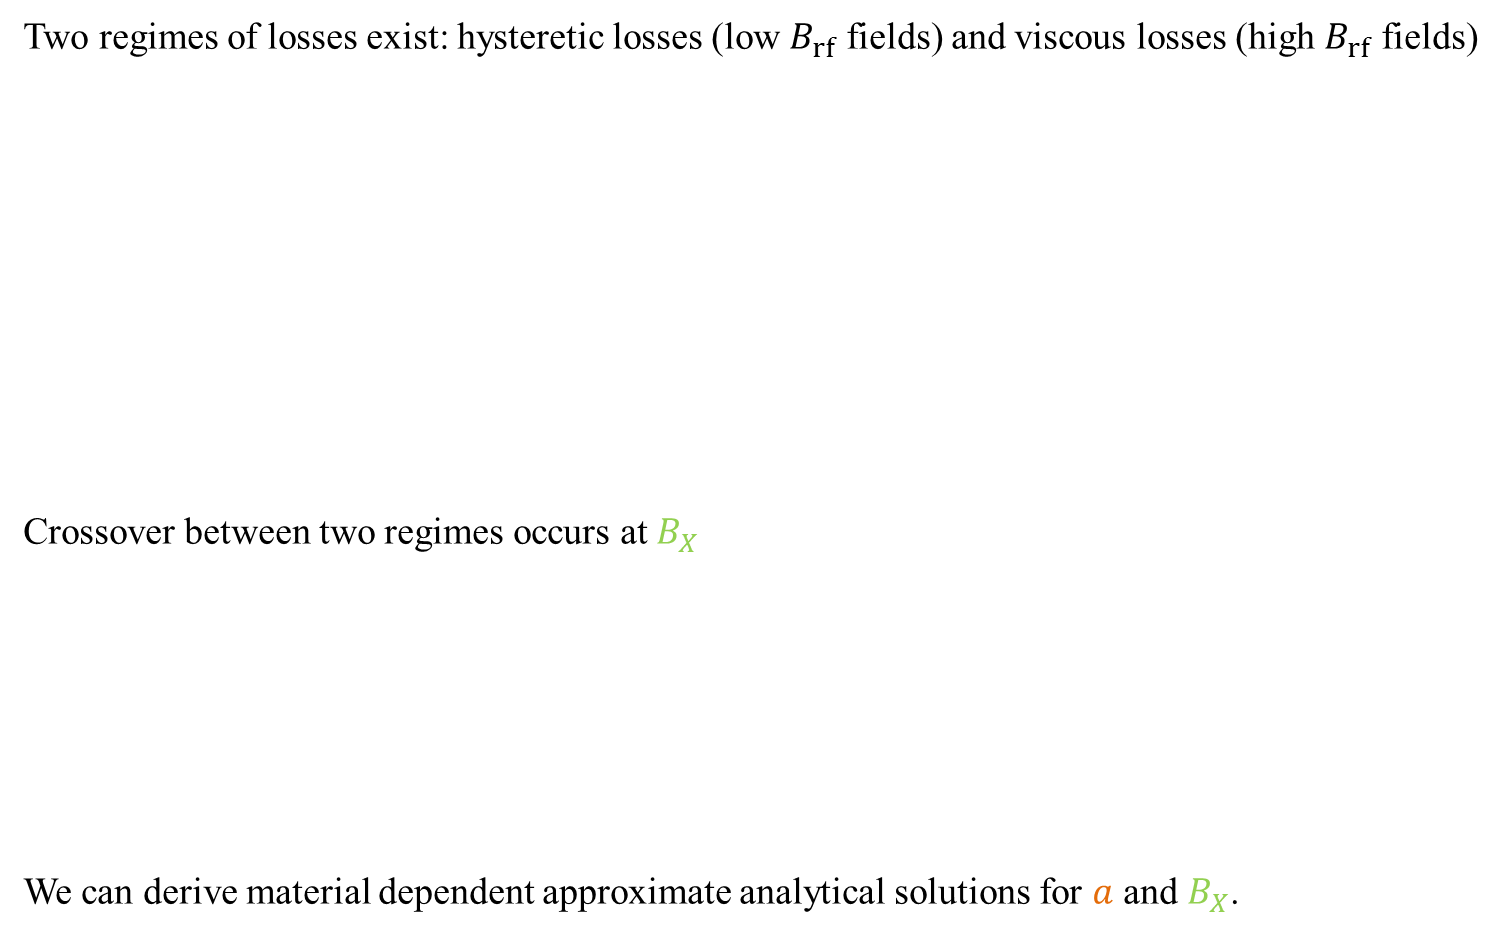 Two regimes of losses exist: hysteretic losses (low B_rf fields) and viscous losses (high B_rf fields)
Crossover between two regimes occurs at B_X
We can derive material dependent approximate analytical solutions for a and B_X.